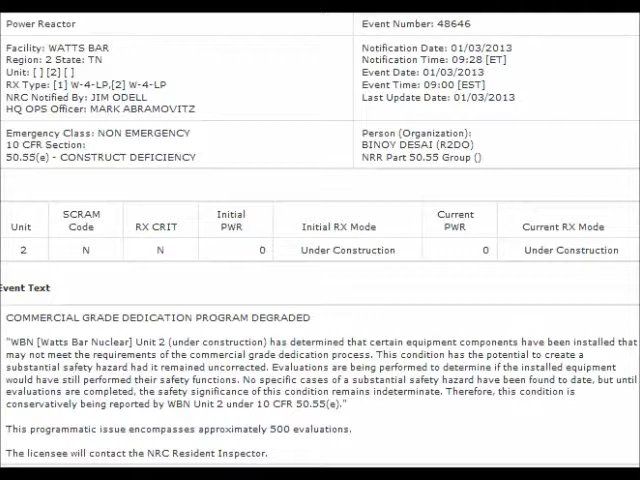 Power Reactor
Event Number: 48646
Facility: WATTS BAR
Region: 2 State: TN
Unit: [ ] [2] [ ]
RX Type: [1] W-4-LP,[2] W-4-LP
NRC Notified By: JIM ODELL
HQ OPS Officer: MARK ABRAMOVITZ
Notification Date: 01/03/2013
Notification Time: 09:28 [ET]
Event Date: 01/03/2013
Event Time: 09:00 [EST]
Last Update Date: 01/03/2013
Emergency Class: NON EMERGENCY
10 CFR Section:
50.55(e) - CONSTRUCT DEFICIENCY
Person (Organization):
BINOY DESAI (R2DO)
NRR Part 50.55 Group ()
Unit SCRAM Code RX CRIT Initial PWR Initial RX Mode Current PWR Current RX Mode
2 N N 0 Under Construction 0 Under Construction
Event Text
COMMERCIAL GRADE DEDICATION PROGRAM DEGRADED
"WBN [Watts Bar Nuclear] Unit 2 (under construction) has determined that certain equipment components have been installed that
may not meet the requirements of the commercial grade dedication process. This condition has the potential to create a
substantial safety hazard had it remained uncorrected. Evaluations are being performed to determine if the installed equipment
would have still performed their safety functions. No specific cases of a substantial safety hazard have been found to date, but until
evaluations are completed, the safety significance of this condition remains indeterminate. Therefore, this condition is
conservatively being reported by WBN Unit 2 under 10 CFR 50.55(e)."
This programmatic issue encompasses approximately 500 evaluations.
The licensee will contact the NRC Resident Inspector.